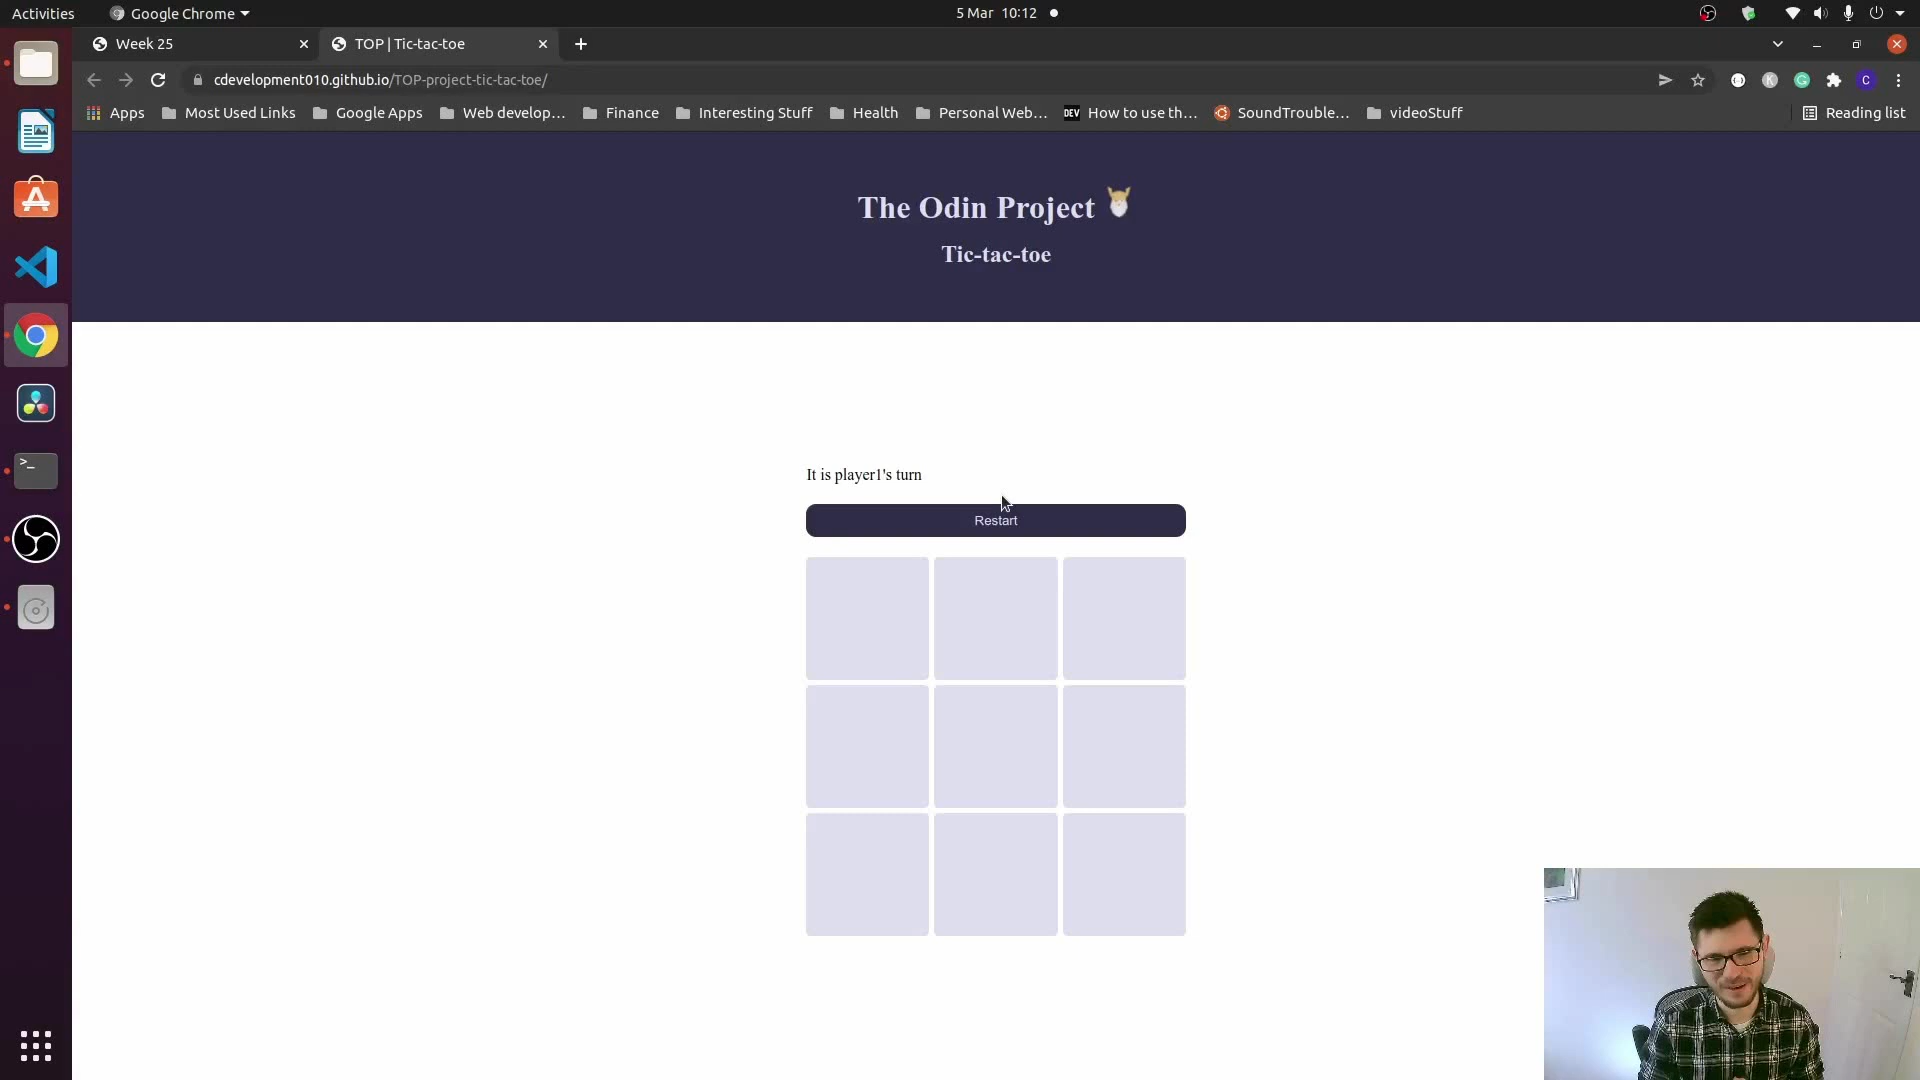 Activities
Google Chrome
5 Mar 10:12
Week 25
TOP | Tic-tac-toe
cdevelopment010.github.io/TOP-project-tic-tac-toe/
C
Apps
Most Used Links
Google Apps
Web develop...
Finance
Interesting Stuff
Health
Personal Web...
DEV
How to use th...
SoundTrouble...
videoStuff
Reading list
The Odin Project
Tic-tac-toe
It is player1's turn
Restart